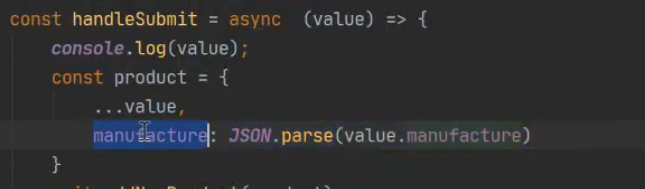 const handleSubmit = async  (value) => {
console.log(value);
const product = {
...value,
manufacture: JSON.parse(value.manufacture)
}